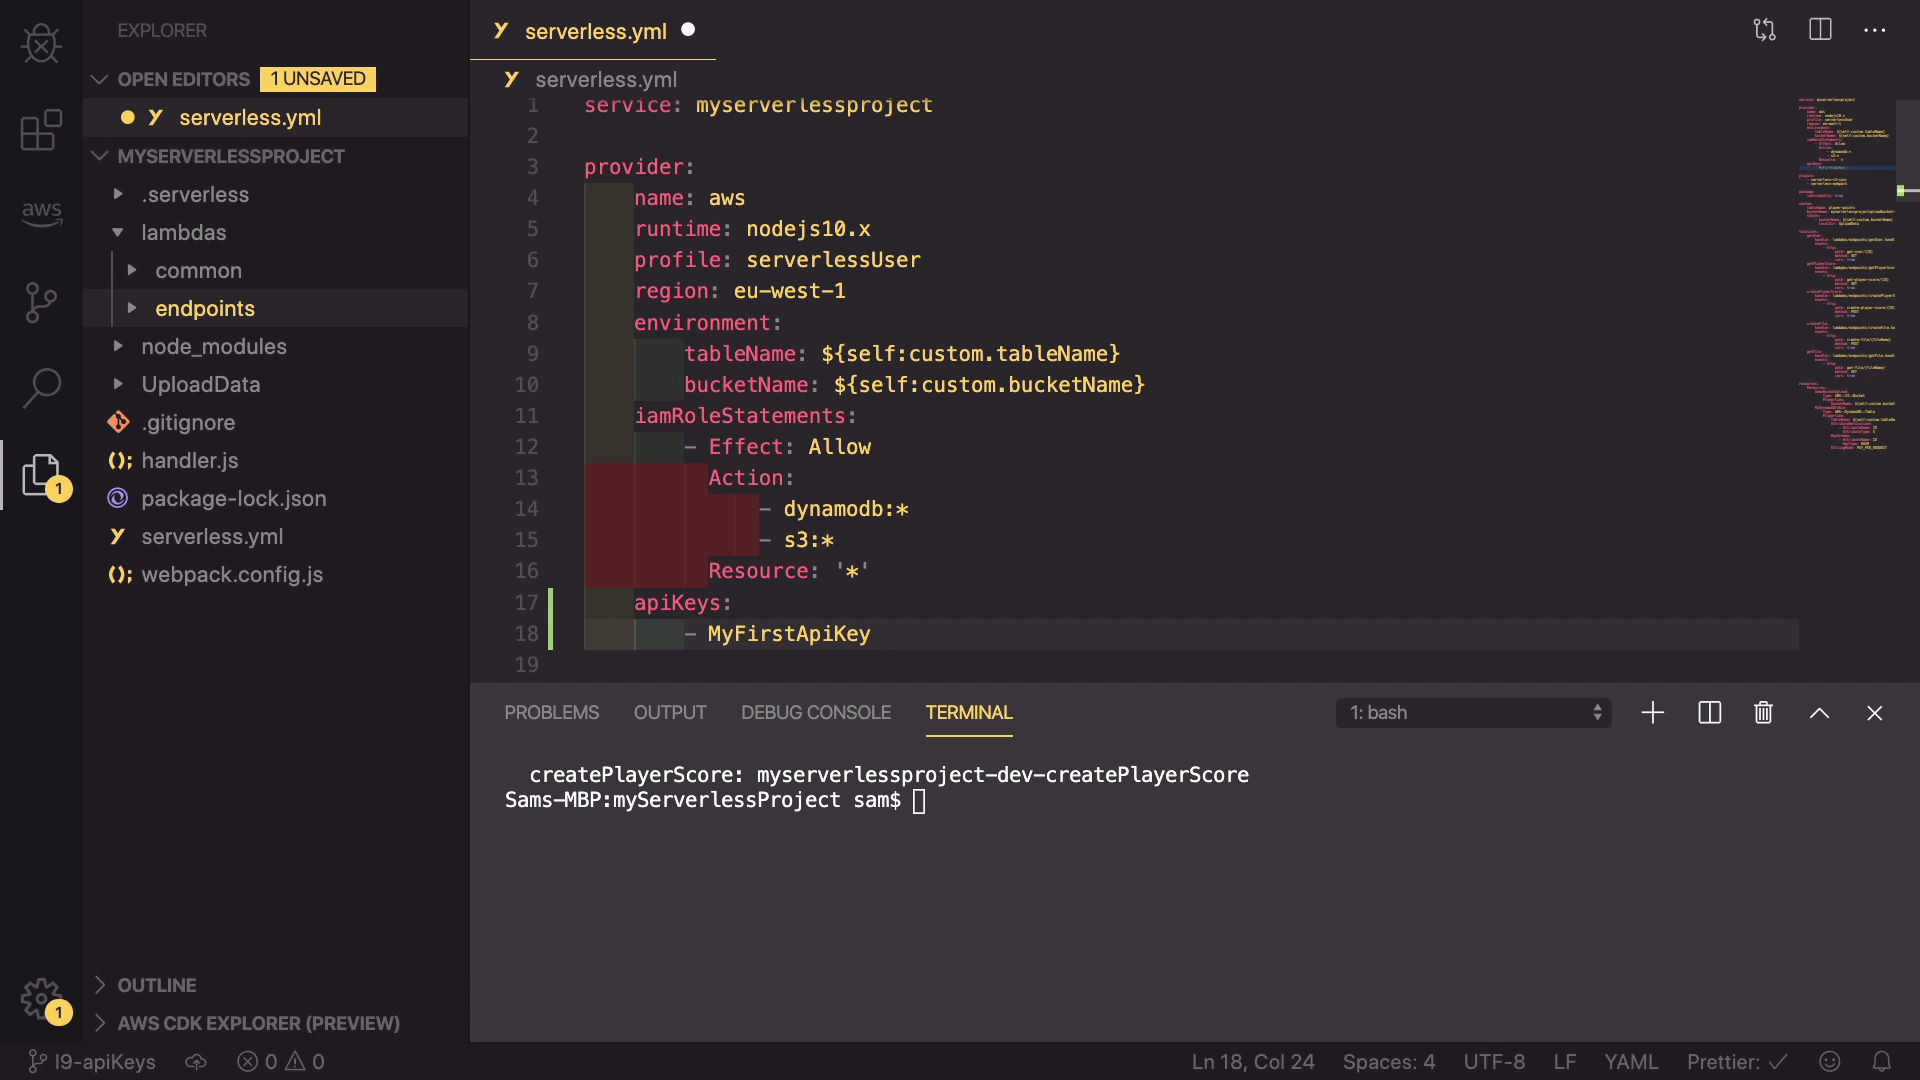 EXPLORER
OPEN EDITORS 1 UNSAVED
serverless.yml
MYSERVERLESSPROJECT
.serverless
lambdas
common
endpoints
node_modules
UploadData
.gitignore
handler.js
package-lock.json
serverless.yml
webpack.config.js
OUTLINE
AWS CDK EXPLORER (PREVIEW)
aws
1
1
serverless.yml
serverless.yml
1 service: myserverlessproject
2
3 provider:
4 name: aws
5 runtime: nodejs10.x
6 profile: serverlessUser
7 region: eu-west-1
8 environment:
9 tableName: ${self:custom.tableName}
10 bucketName: ${self:custom.bucketName}
11 iamRoleStatements:
12 - Effect: Allow
13 Action:
14 - dynamodb:*
15 - s3:*
16 Resource: '*'
17 apiKeys:
18 - MyFirstApiKey
19
PROBLEMS OUTPUT DEBUG CONSOLE TERMINAL 1: bash
createPlayerScore: myserverlessproject-dev-createPlayerScore
Sams-MBP:myServerlessProject sam$
l9-apiKeys 0 0 Ln 18, Col 24 Spaces: 4 UTF-8 LF YAML Prettier: ✓